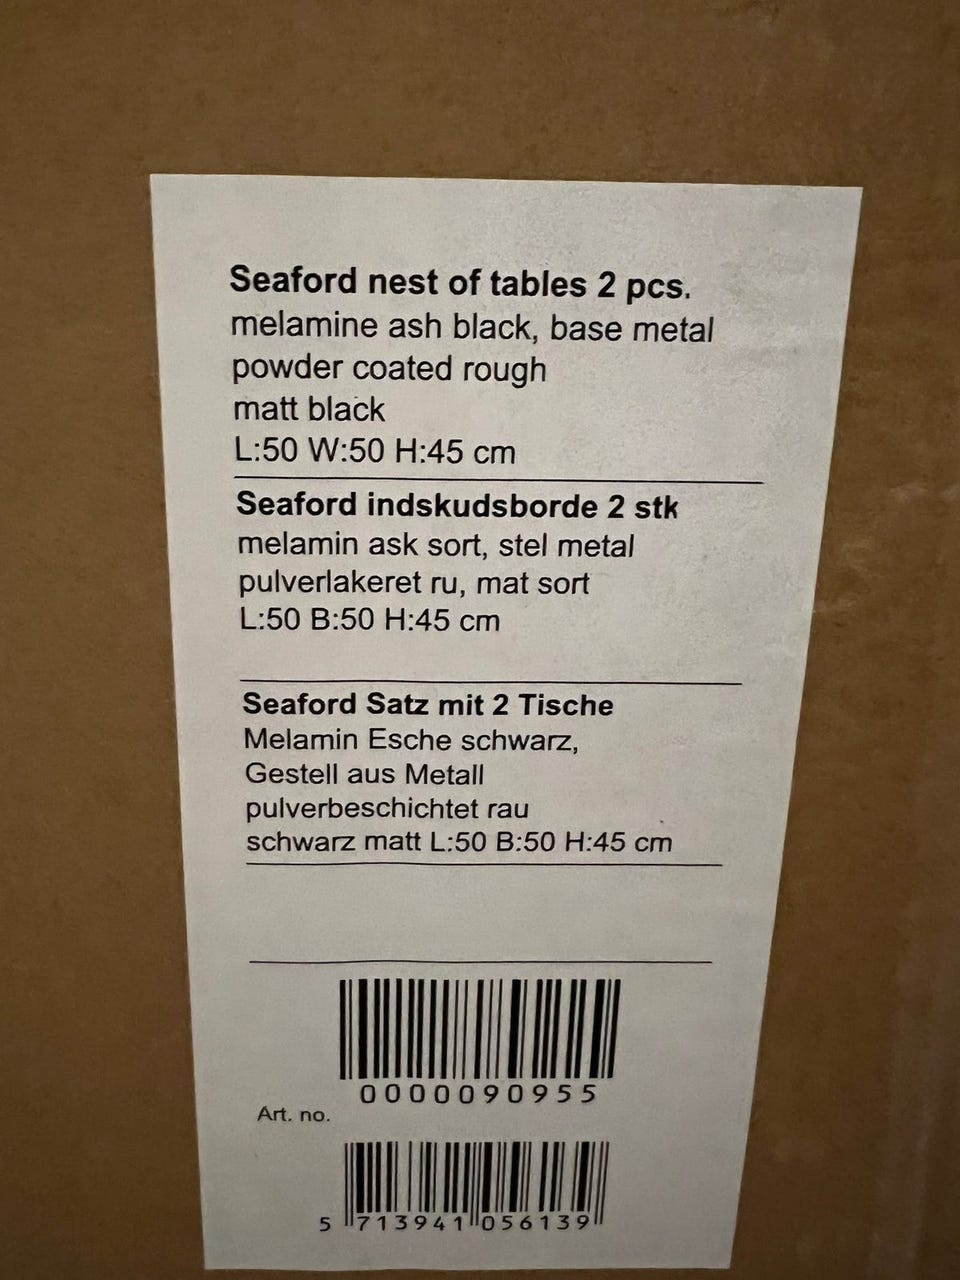 Seaford nest of tables 2 pcs.
melamine ash black, base metal
powder coated rough
matt black
L:50 W:50 H:45 cm
Seaford indskudsborde 2 stk
melamin ask sort, stel metal
pulverlakeret ru, mat sort
L:50 B:50 H:45 cm
Seaford Satz mit 2 Tische
Melamin Esche schwarz,
Gestell aus Metall
pulverbeschichtet rau
schwarz matt L:50 B:50 H:45 cm
0000090955
Art. no.
5 713941 056139